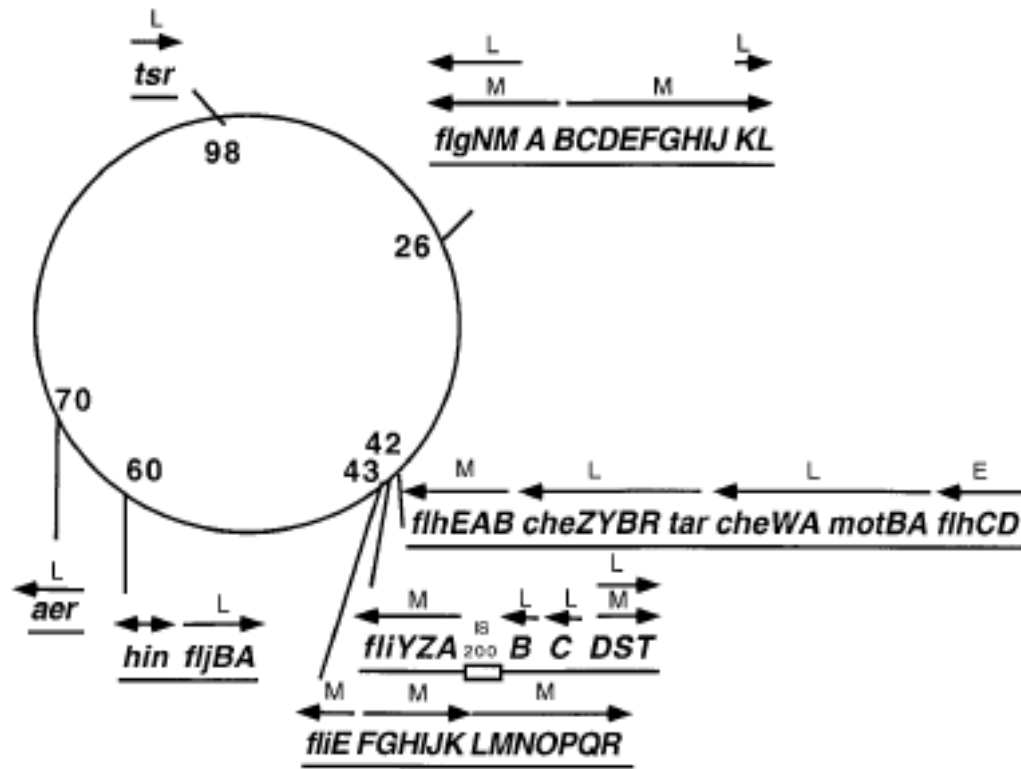 L
tsr
98
L L
M M
flgNM A BCDEFGHIJ KL
26
70
60
42
43
M L L E
flhEAB cheZYBR tar cheWA motBA flhCD
L
aer
L
hin fljBA
L
M L L M
fliYZA IS 200 B C DST
M M M
fliE FGHIJK LMNOPQR